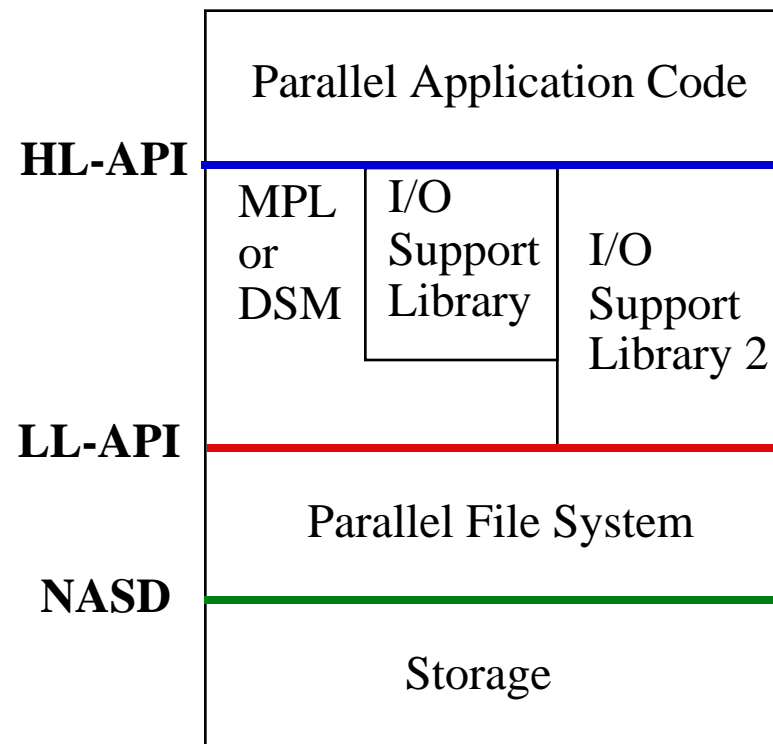 Parallel Application Code
HL-API
MPL
or
DSM
I/O
Support
Library
I/O
Support
Library 2
LL-API
Parallel File System
NASD
Storage